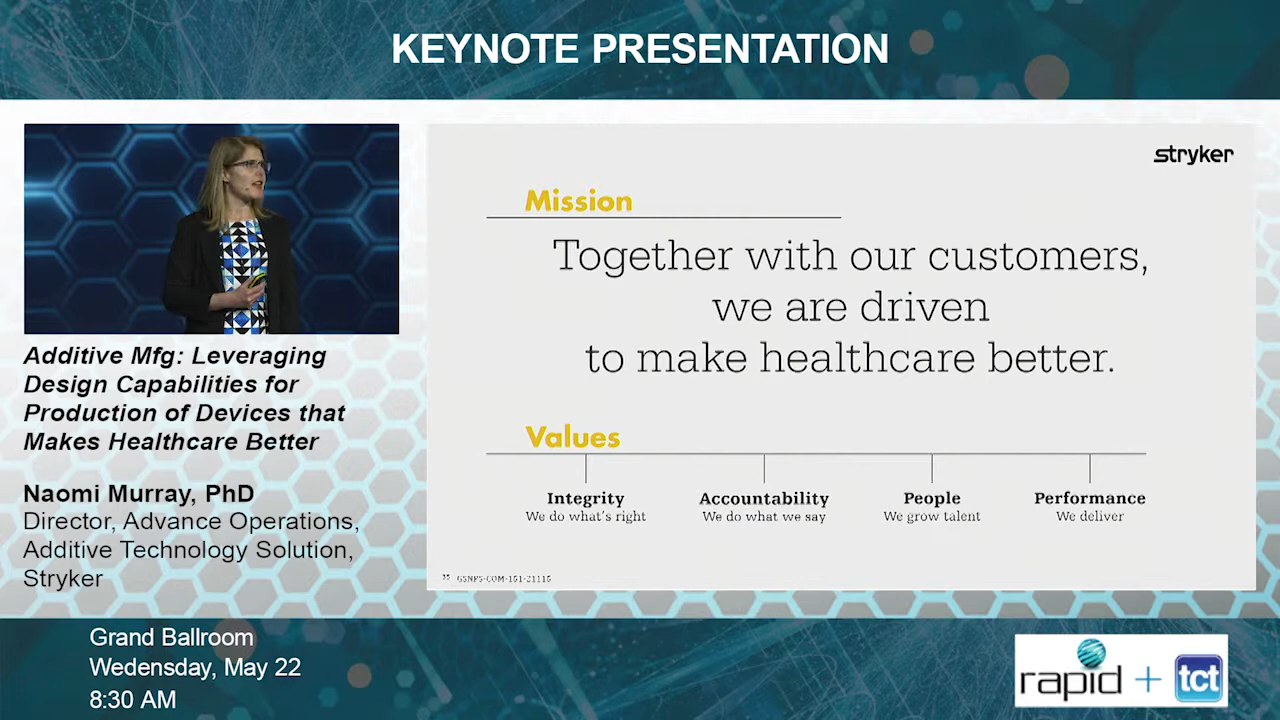 KEYNOTE PRESENTATION
Additive Mfg: Leveraging
Design Capabilities for
Production of Devices that
Makes Healthcare Better
Naomi Murray, PhD
Director, Advance Operations,
Additive Technology Solution,
Stryker
stryker
Mission
Together with our customers,
we are driven
to make healthcare better.
Values
Integrity
We do what's right
Accountability
We do what we say
People
We grow talent
Performance
We deliver
GSNPS-COM-161-21115
Grand Ballroom
Wedensday, May 22
8:30 AM
rapid + tct